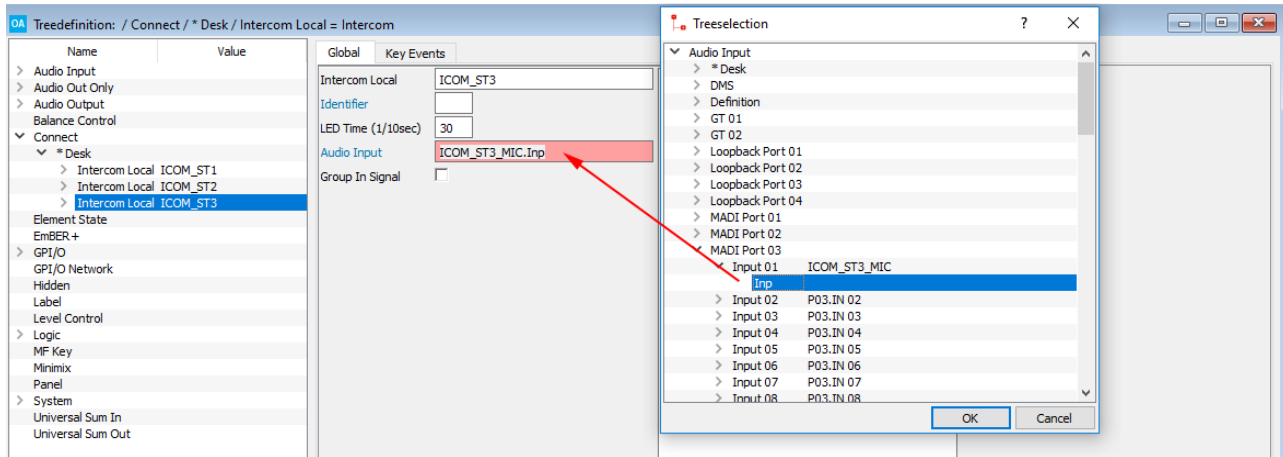 OA Treedefinition: / Connect / * Desk / Intercom Local = Intercom
Name Value
Audio Input
Audio Out Only
Audio Output
Balance Control
Connect
* Desk
Intercom Local ICOM_ST1
Intercom Local ICOM_ST2
Intercom Local ICOM_ST3
Element State
EmBER+
GPI/O
GPI/O Network
Hidden
Label
Level Control
Logic
MF Key
Minimix
Panel
System
Universal Sum In
Universal Sum Out
Global Key Events
Intercom Local ICOM_ST3
Identifier
LED Time (1/10sec) 30
Audio Input ICOM_ST3_MIC.Inp
Group In Signal
Treeselection ?
Audio Input
* Desk
DMS
Definition
GT 01
GT 02
Loopback Port 01
Loopback Port 02
Loopback Port 03
Loopback Port 04
MADI Port 01
MADI Port 02
MADI Port 03
Input 01 ICOM_ST3_MIC
Inp
Input 02 P03.IN 02
Input 03 P03.IN 03
Input 04 P03.IN 04
Input 05 P03.IN 05
Input 06 P03.IN 06
Input 07 P03.IN 07
Input 08 P03.IN 08
OK Cancel